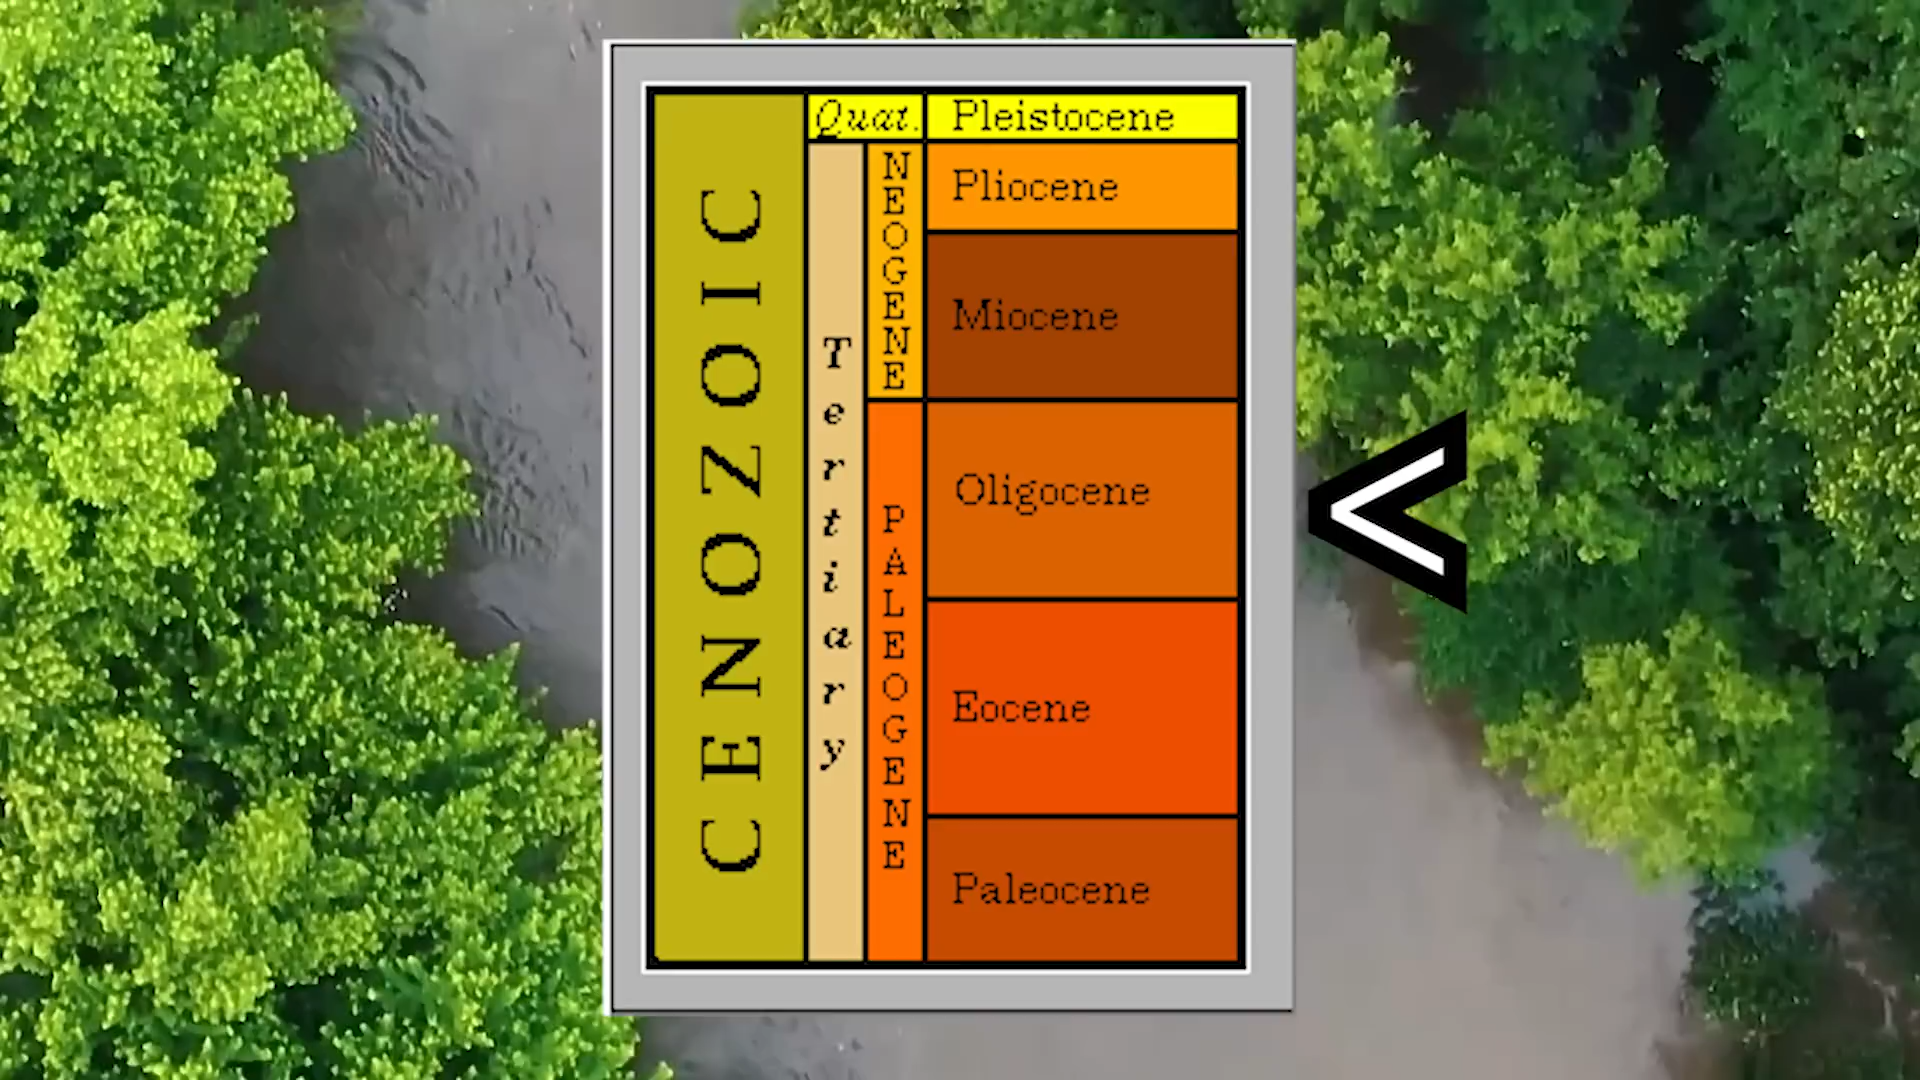 CENOZOIC
Quat.
Tertiary
NEOGENE
PALEOGENE
Pleistocene
Pliocene
Miocene
Oligocene
Eocene
Paleocene